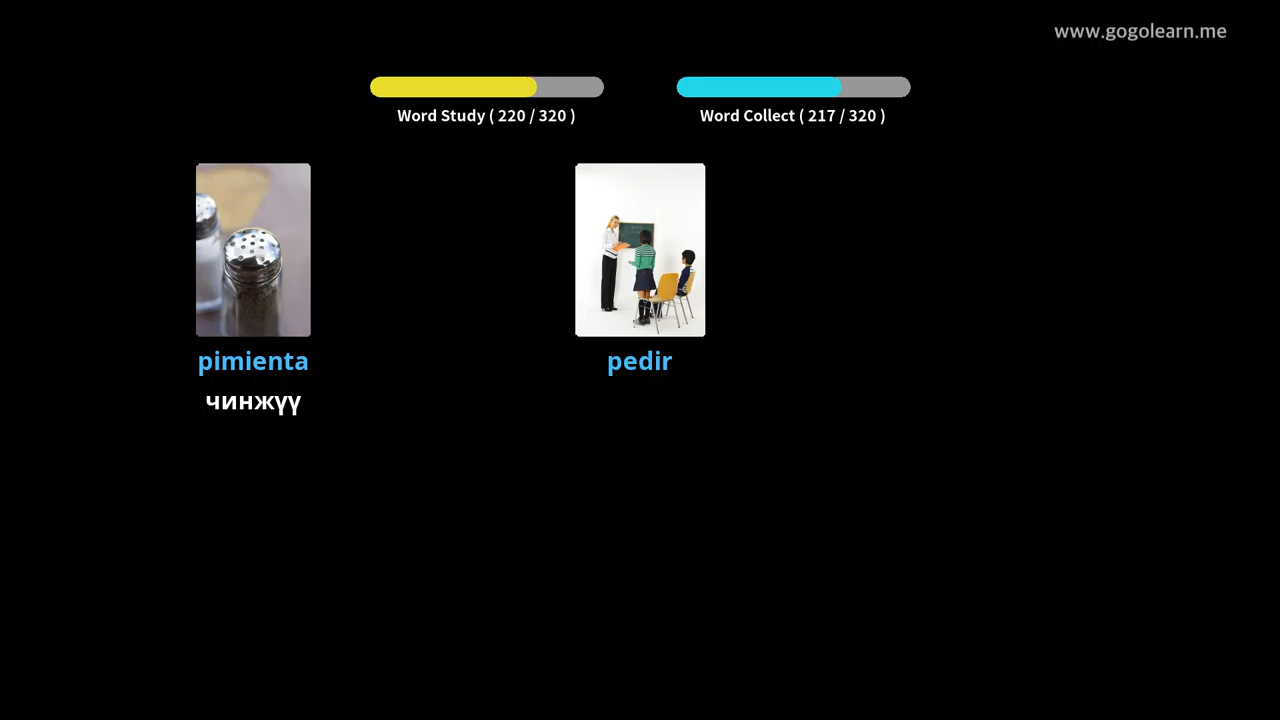 www.gogolearn.me
Word Study ( 220 / 320 )
Word Collect ( 217 / 320 )
pimienta
pedir
чинжүү